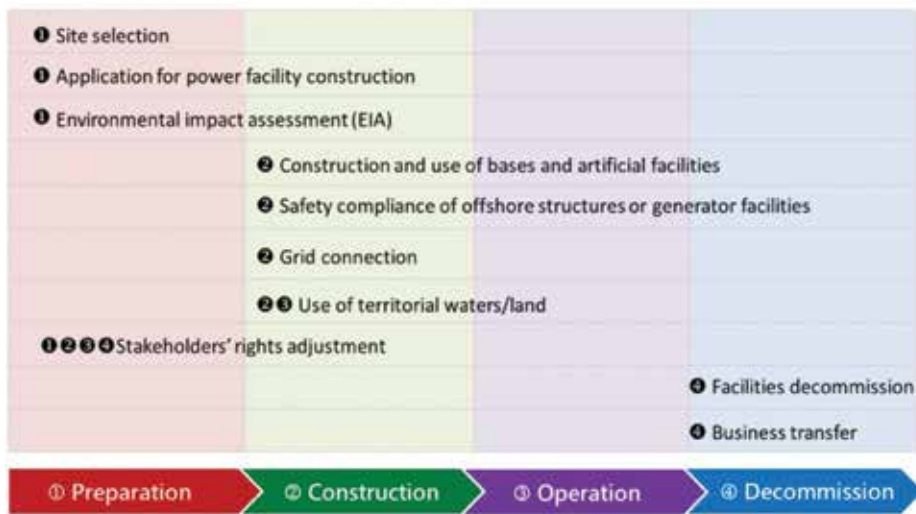 ❶ Site selection
❶ Application for power facility construction
❶ Environmental impact assessment (EIA)
❷ Construction and use of bases and artificial facilities
❷ Safety compliance of offshore structures or generator facilities
❷ Grid connection
❷❸ Use of territorial waters/land
❶❷❸❹Stakeholders' rights adjustment
❹ Facilities decommission
❹ Business transfer
① Preparation
② Construction
③ Operation
④ Decommission